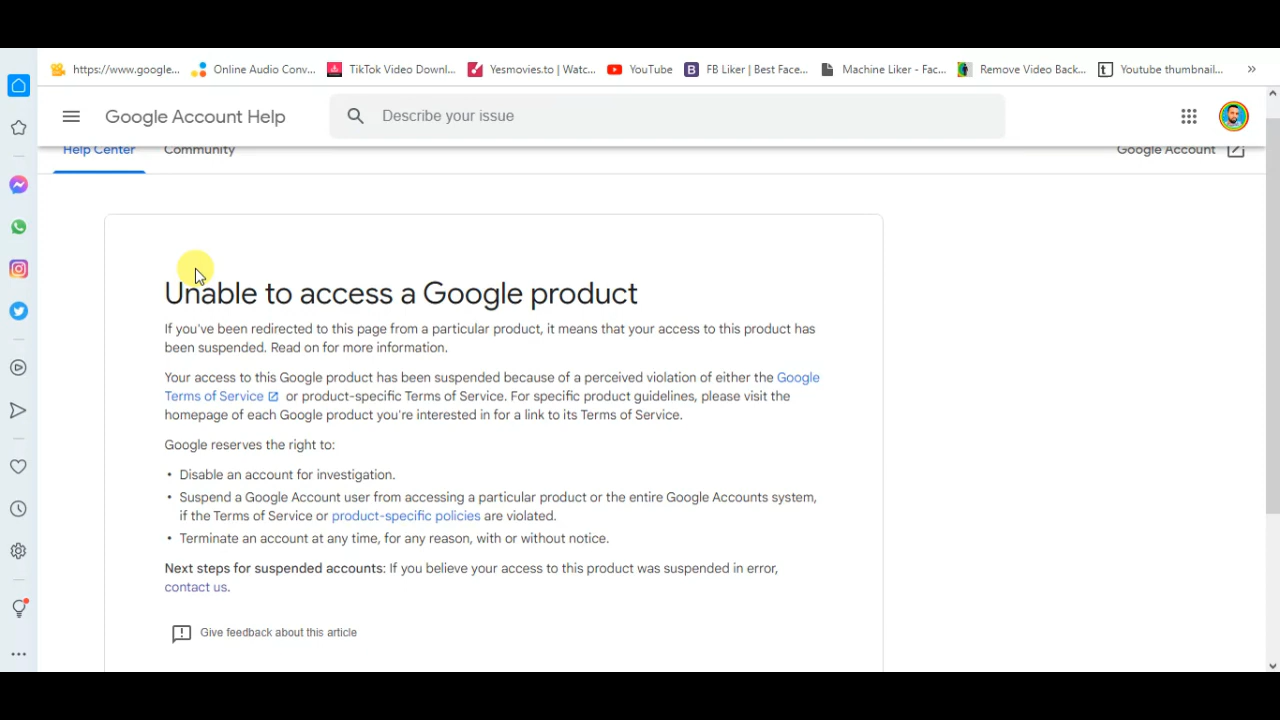 https://www.google...
Online Audio Conv...
TikTok Video Downl...
Yesmovies.to | Watc...
YouTube
B
FB Liker | Best Face...
Machine Liker - Fac...
Remove Video Back...
t
Youtube thumbnail...
»
Google Account Help
Describe your issue
Help Center
Community
Google Account
Unable to access a Google product
If you've been redirected to this page from a particular product, it means that your access to this product has
been suspended. Read on for more information.
Your access to this Google product has been suspended because of a perceived violation of either the Google
Terms of Service or product-specific Terms of Service. For specific product guidelines, please visit the
homepage of each Google product you're interested in for a link to its Terms of Service.
Google reserves the right to:
• Disable an account for investigation.
• Suspend a Google Account user from accessing a particular product or the entire Google Accounts system,
if the Terms of Service or product-specific policies are violated.
• Terminate an account at any time, for any reason, with or without notice.
Next steps for suspended accounts: If you believe your access to this product was suspended in error,
contact us.
Give feedback about this article